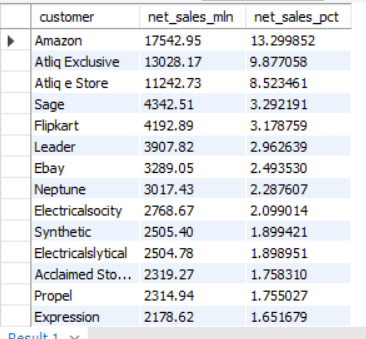 customer net_sales_mln net_sales_pct
Amazon 17542.95 13.299852
Atliq Exclusive 13028.17 9.877058
Atliq e Store 11242.73 8.523461
Sage 4342.51 3.292191
Flipkart 4192.89 3.178759
Leader 3907.82 2.962639
Ebay 3289.05 2.493530
Neptune 3017.43 2.287607
Electricalsocity 2768.67 2.099014
Synthetic 2505.40 1.899421
Electricalslytical 2504.78 1.898951
Acclaimed Sto... 2319.27 1.758310
Propel 2314.94 1.755027
Expression 2178.62 1.651679
Result 1